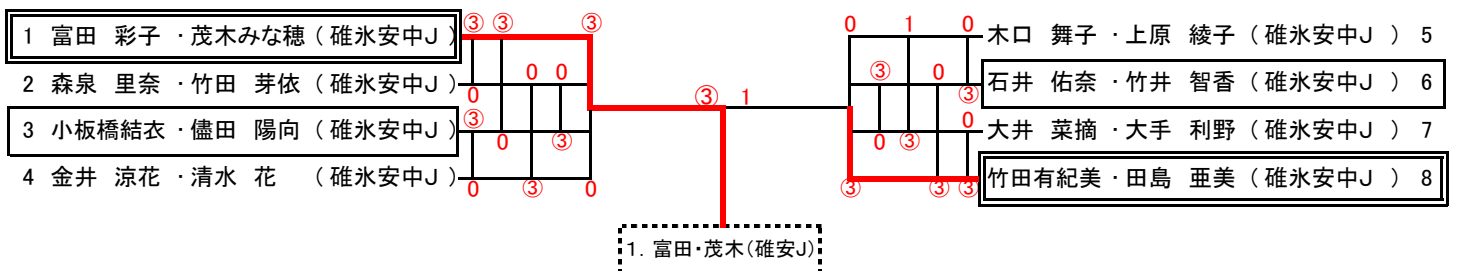 ③ ③ ③
1 富田 彩子 ・茂木みな穂 ( 碓氷安中Ｊ )
0 0
2 森泉 里奈 ・竹田 芽依 ( 碓氷安中Ｊ )
0
③
3 小板橋結衣 ・儘田 陽向 ( 碓氷安中Ｊ )
0 ③
4 金井 涼花 ・清水 花 ( 碓氷安中Ｊ )
0 ③ 0
③ 1
0 1 0
木口 舞子 ・上原 綾子 ( 碓氷安中Ｊ ) 5
③ 0
石井 佑奈 ・竹井 智香 ( 碓氷安中Ｊ ) 6
③
0
大井 菜摘 ・大手 利野 ( 碓氷安中Ｊ ) 7
0 ③
竹田有紀美 ・田島 亜美 ( 碓氷安中Ｊ ) 8
③ ③ ③
1. 富田・茂木(碓安J)